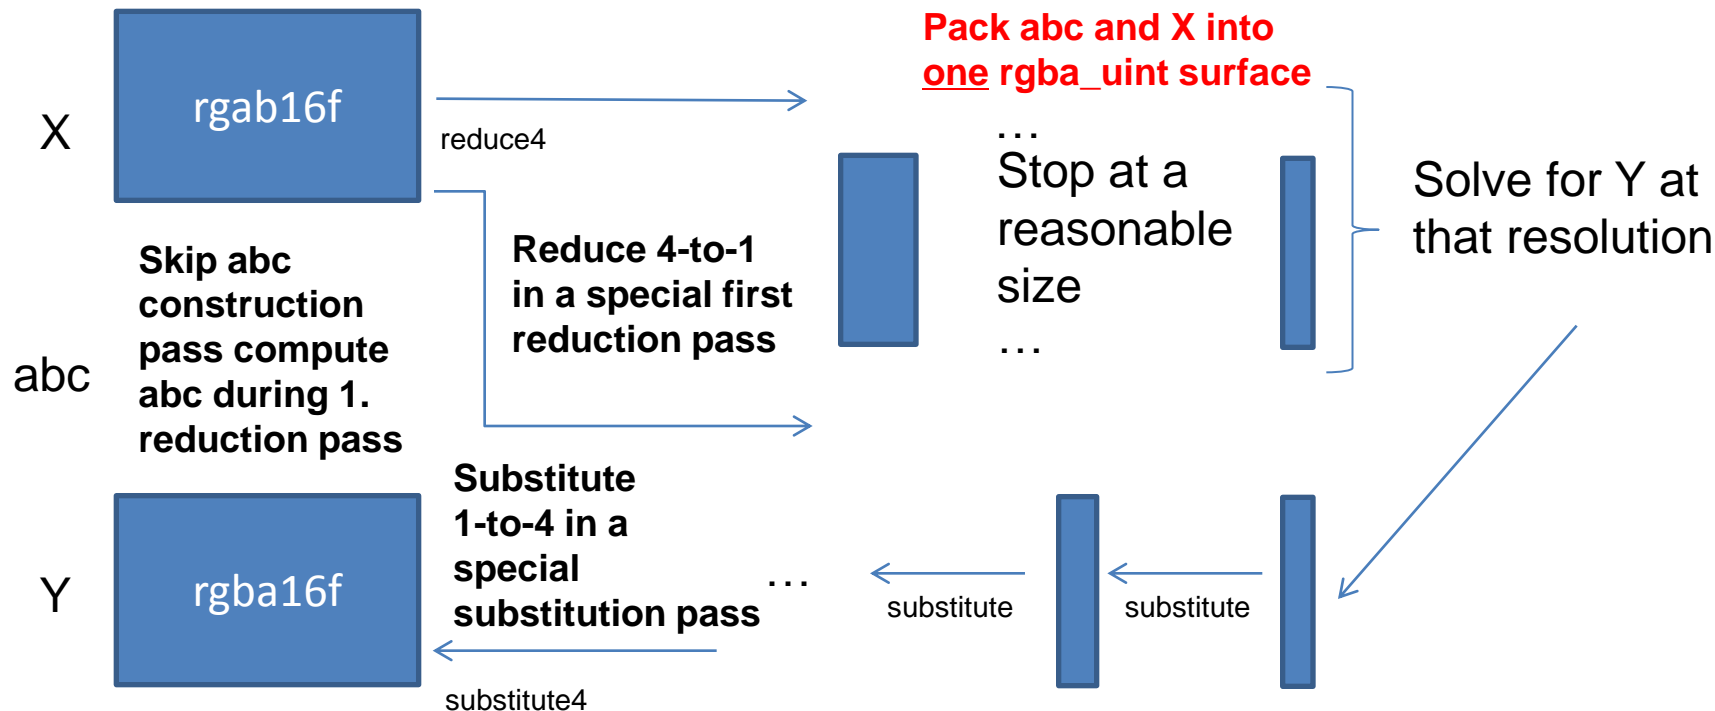 Pack abc and X into
one rgba_uint surface
X
rgab16f
reduce4
…
Stop at a
reasonable
size
…
Solve for Y at
that resolution
abc
Skip abc
construction
pass compute
abc during 1.
reduction pass
Reduce 4-to-1
in a special first
reduction pass
Y
rgba16f
Substitute
1-to-4 in a
special
substitution pass
…
substitute
substitute
substitute4